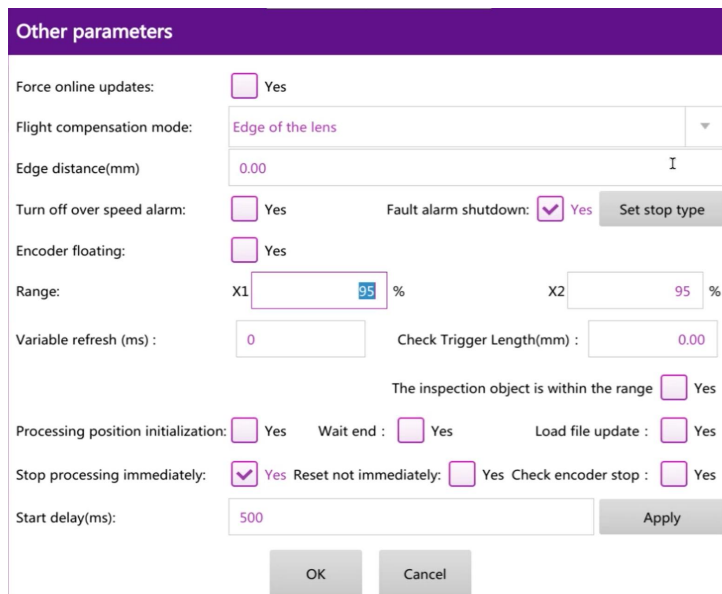 Other parameters
Force online updates: Yes
Flight compensation mode: Edge of the lens
Edge distance(mm) 0.00
Turn off over speed alarm: Yes Fault alarm shutdown: Yes Set stop type
Encoder floating: Yes
Range: X1 95 % X2 95 %
Variable refresh (ms) : 0 Check Trigger Length(mm) : 0.00
The inspection object is within the range Yes
Processing position initialization: Yes Wait end : Yes Load file update : Yes
Stop processing immediately: Yes Reset not immediately: Yes Check encoder stop : Yes
Start delay(ms): 500 Apply
OK Cancel